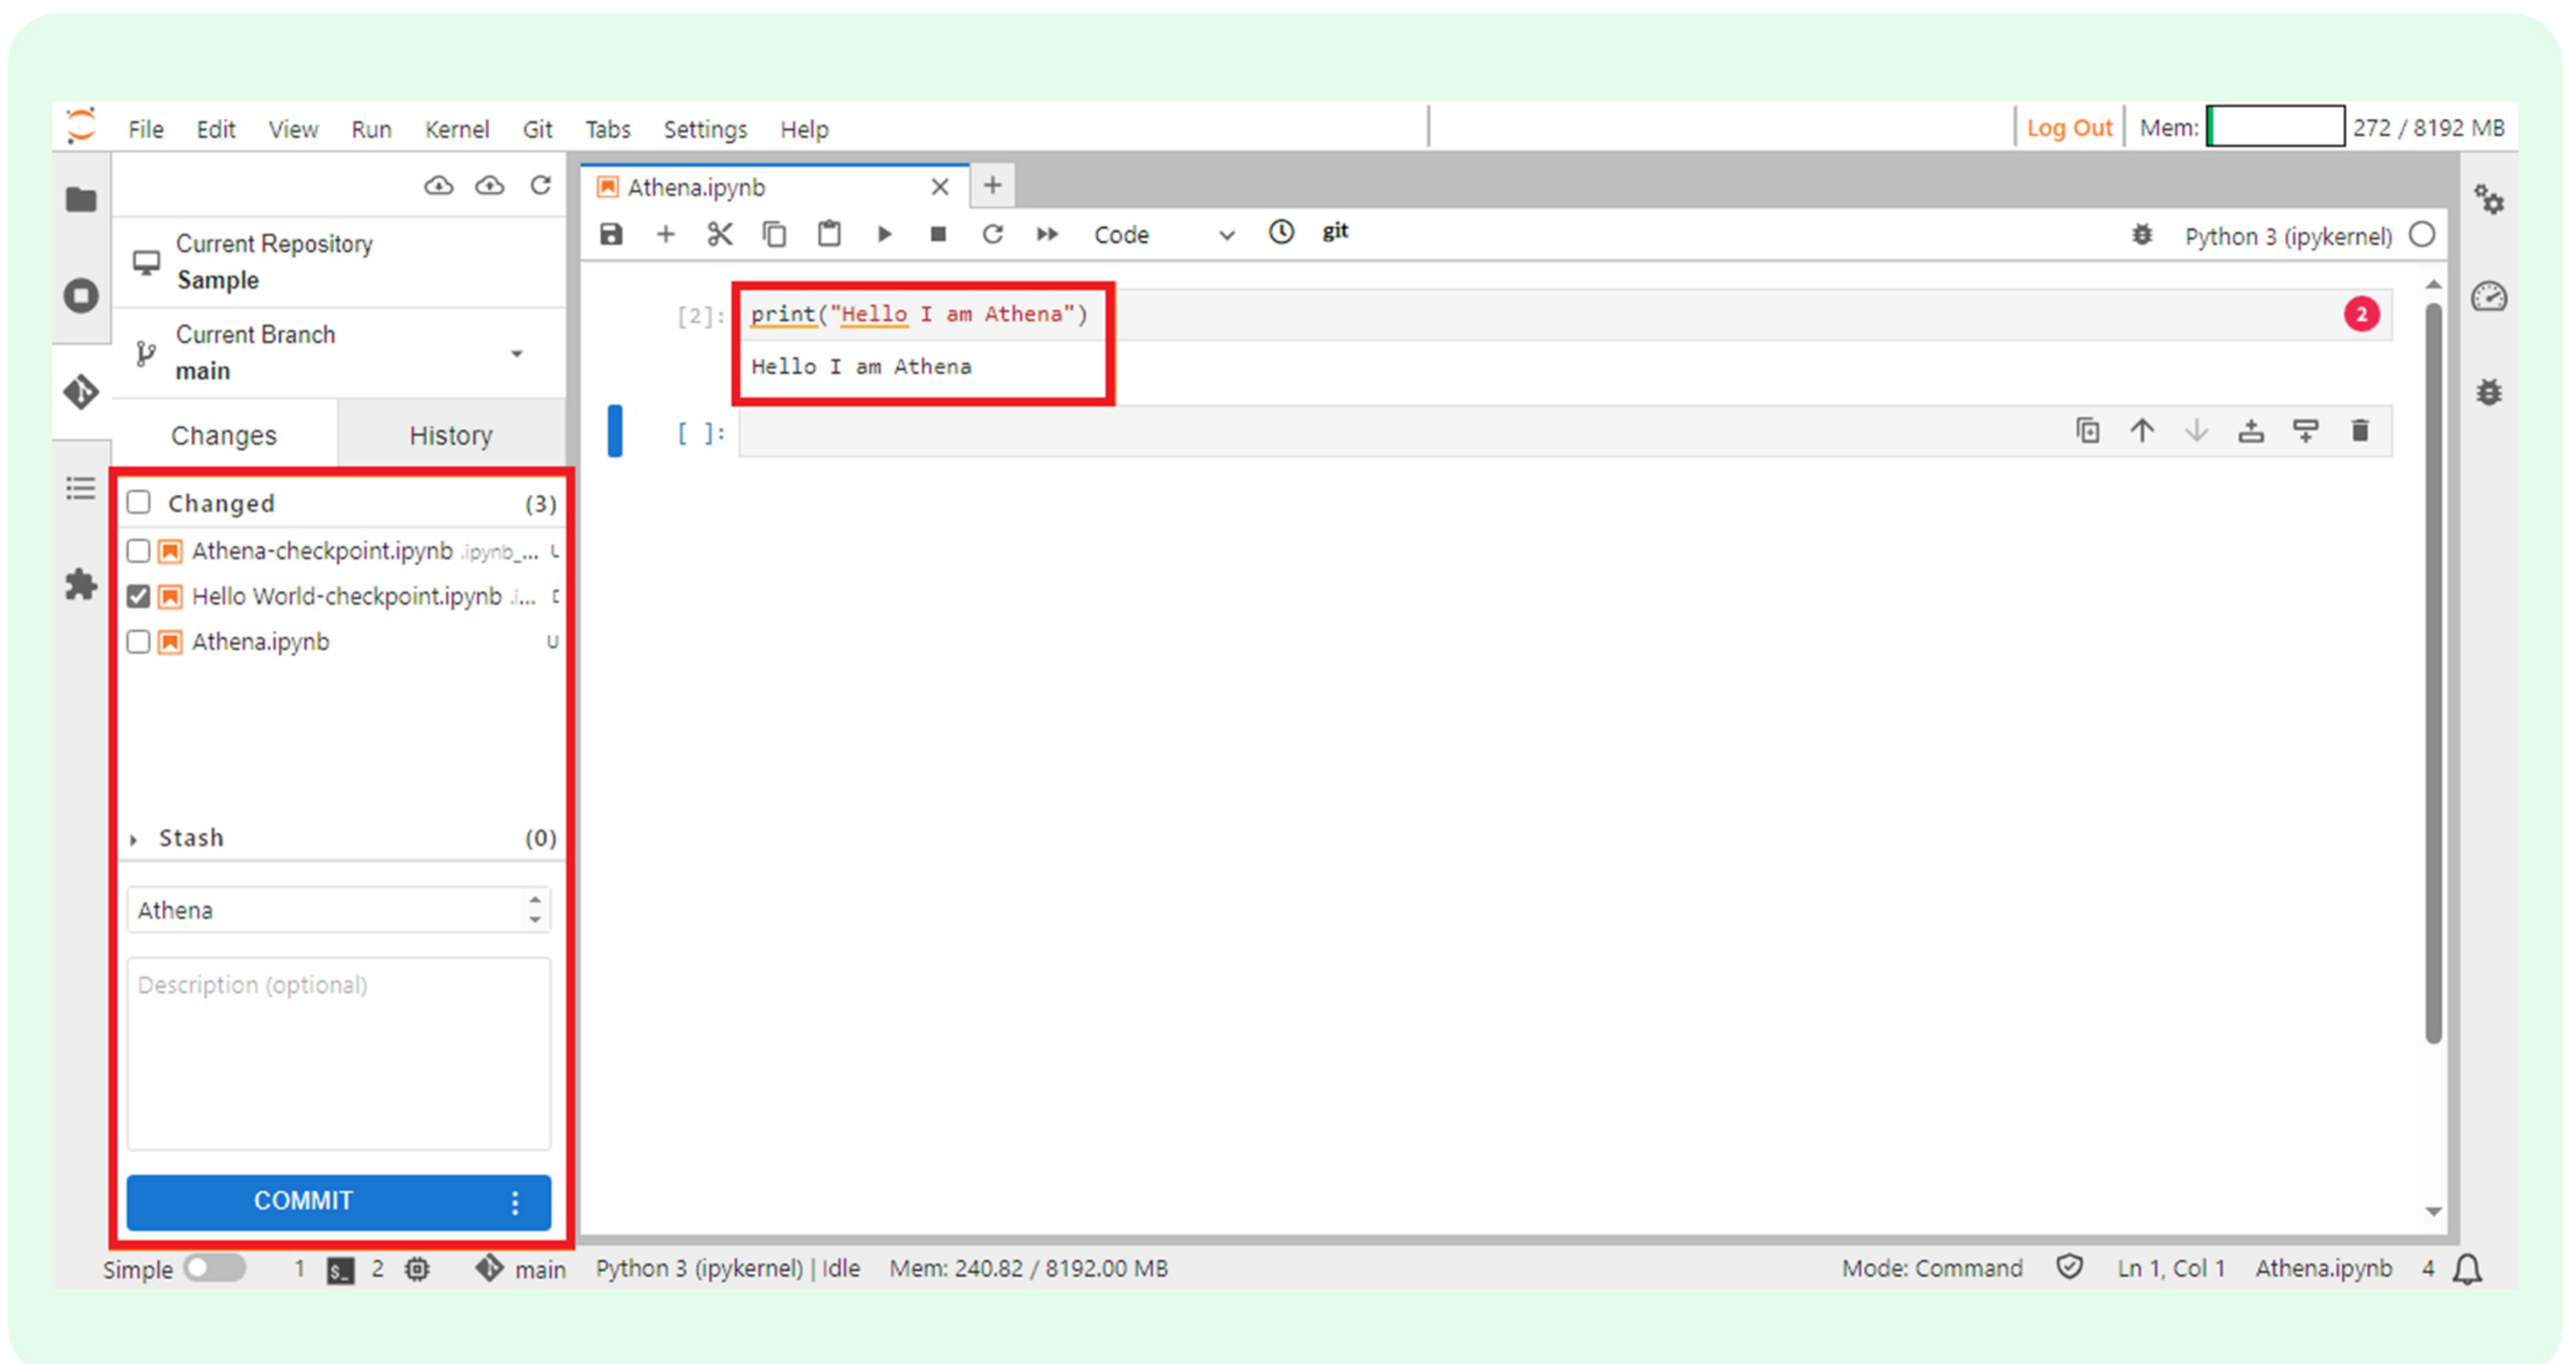 File Edit View Run Kernel Git Tabs Settings Help
Log Out Mem: 272 / 8192 MB
Current Repository
Sample
Current Branch
main
Changes History
Changed (3)
Athena-checkpoint.ipynb .ipynb_... U
Hello World-checkpoint.ipynb .i... D
Athena.ipynb U
Stash (0)
Athena
Description (optional)
COMMIT
Athena.ipynb
Code git
Python 3 (ipykernel)
[2]: print("Hello I am Athena") 2
Hello I am Athena
[ ]:
Simple 1 $_ 2 main Python 3 (ipykernel) | Idle Mem: 240.82 / 8192.00 MB
Mode: Command Ln 1, Col 1 Athena.ipynb 4